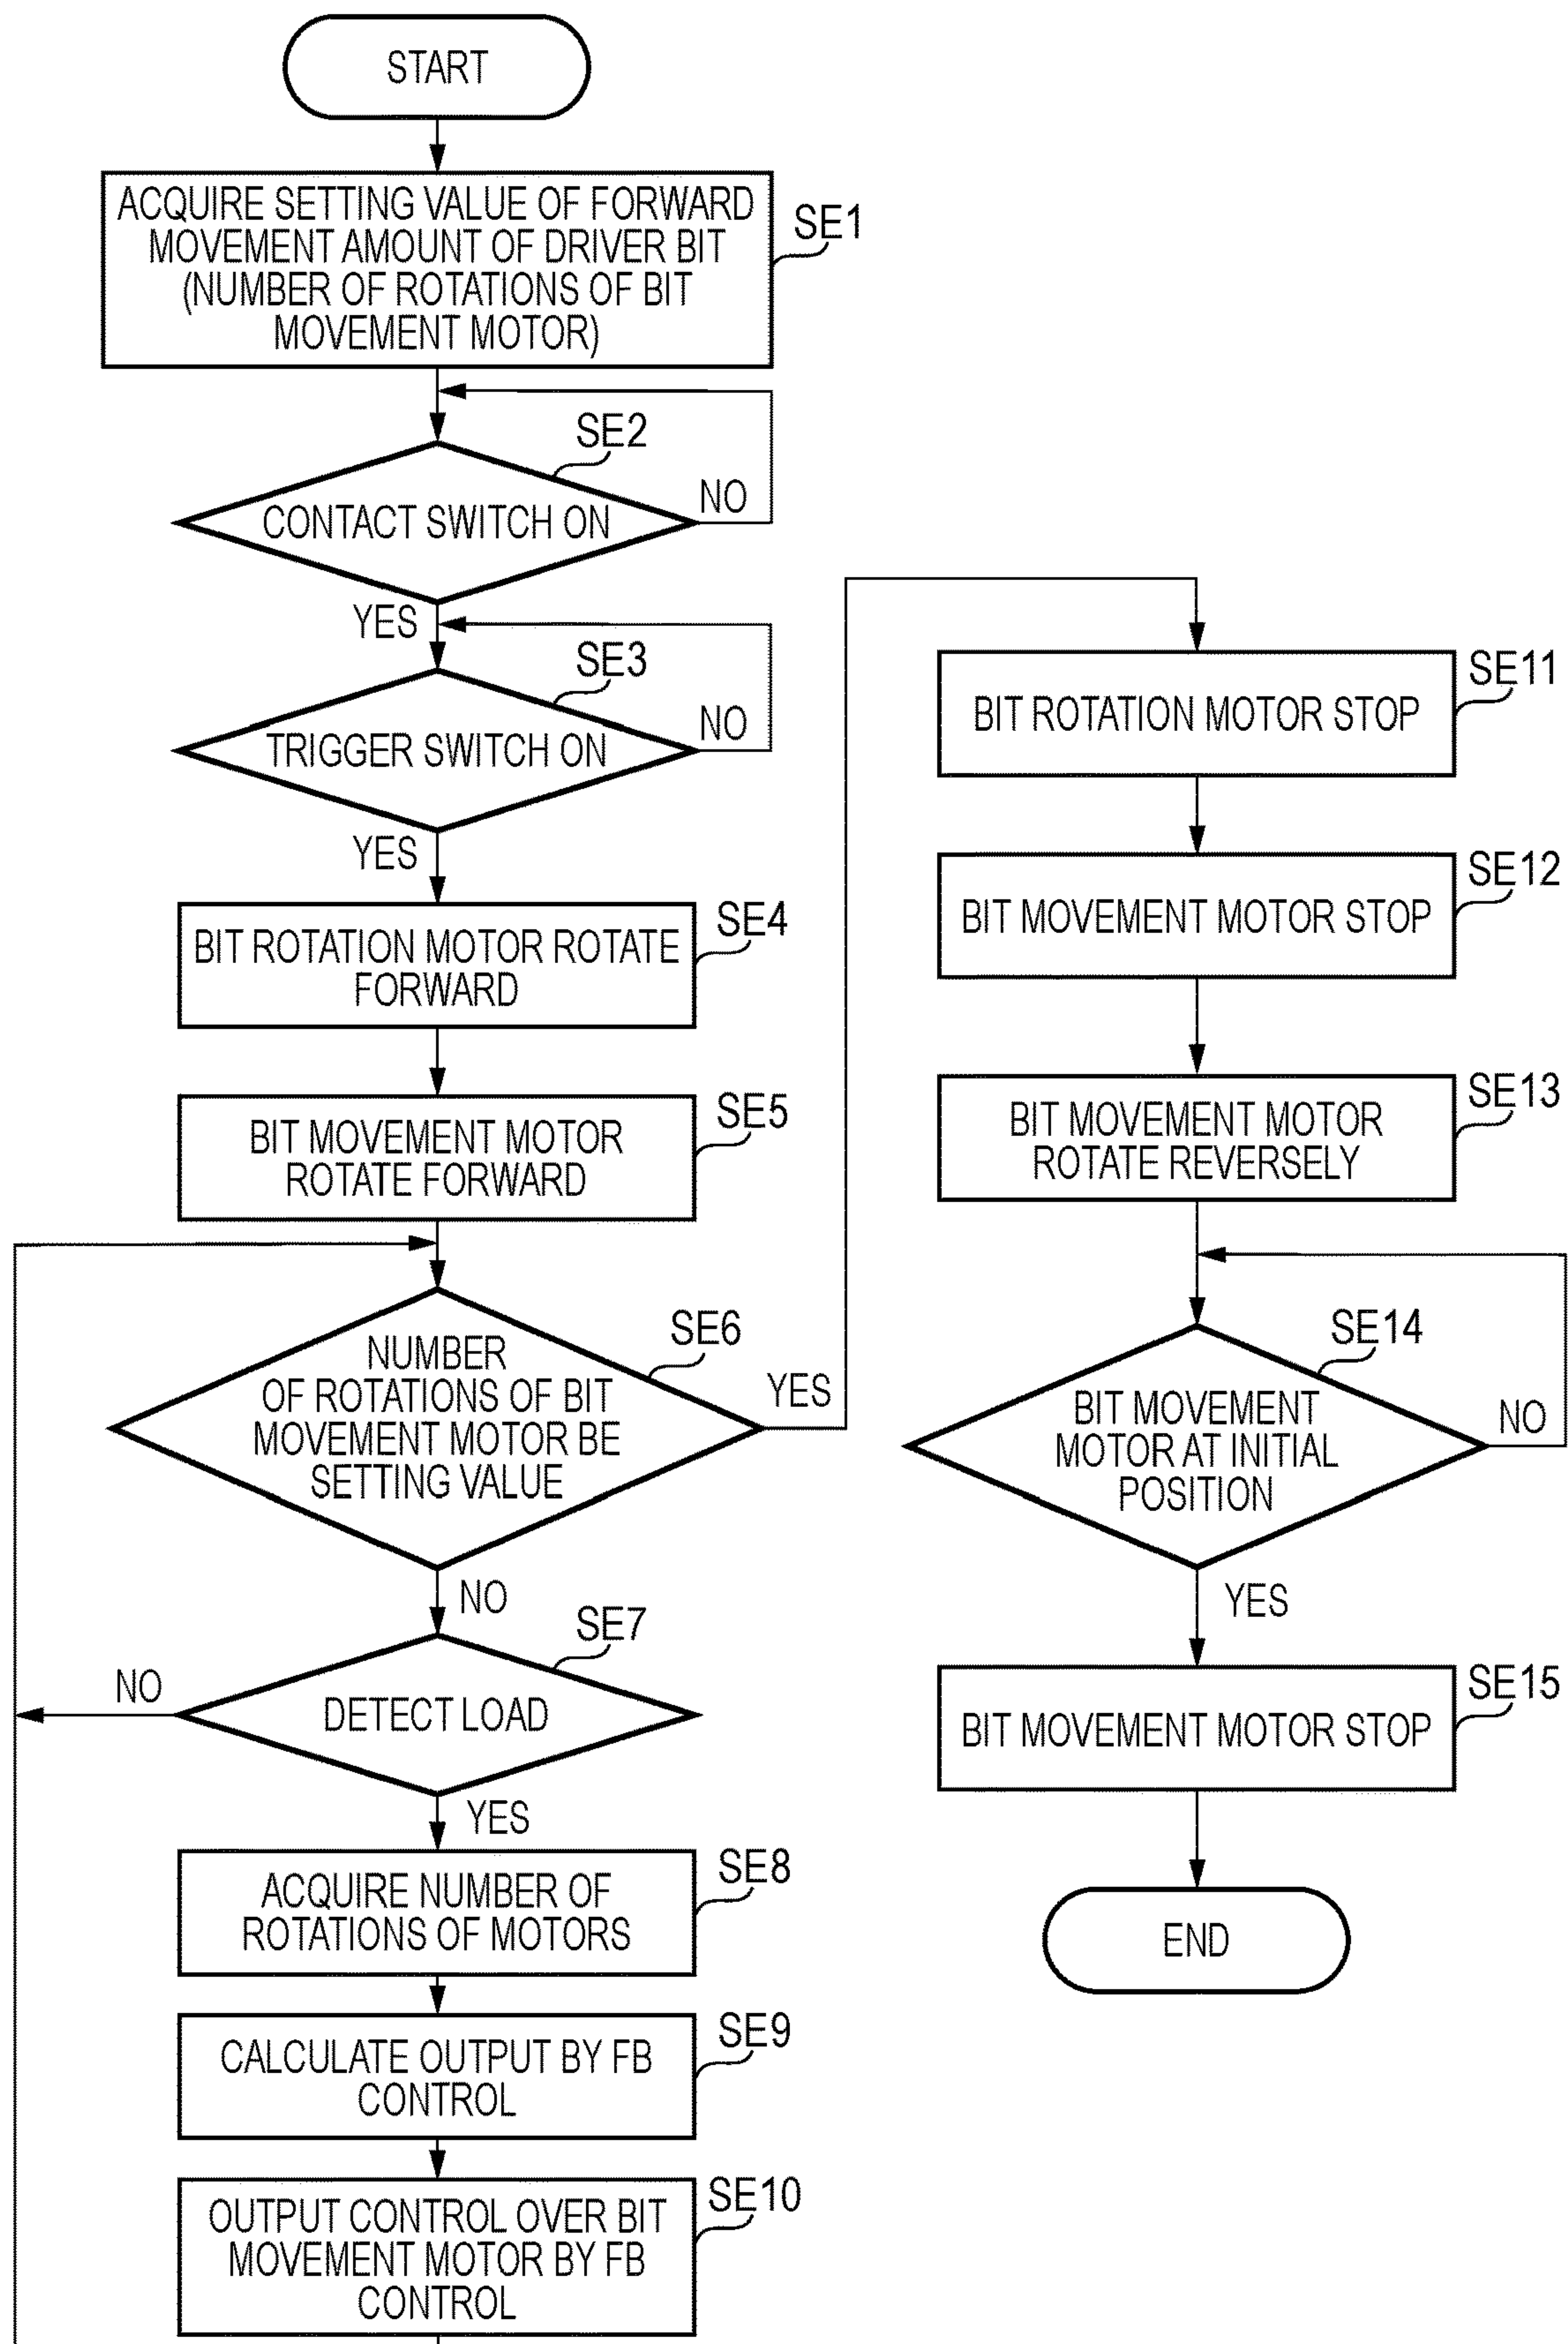 START
ACQUIRE SETTING VALUE OF FORWARD
MOVEMENT AMOUNT OF DRIVER BIT
(NUMBER OF ROTATIONS OF BIT
MOVEMENT MOTOR)
SE1
SE2
CONTACT SWITCH ON
NO
YES
SE3
TRIGGER SWITCH ON
NO
YES
BIT ROTATION MOTOR ROTATE
FORWARD
SE4
BIT MOVEMENT MOTOR
ROTATE FORWARD
SE5
SE6
NUMBER
OF ROTATIONS OF BIT
MOVEMENT MOTOR BE
SETTING VALUE
YES
NO
SE7
DETECT LOAD
NO
YES
ACQUIRE NUMBER OF
ROTATIONS OF MOTORS
SE8
CALCULATE OUTPUT BY FB
CONTROL
SE9
OUTPUT CONTROL OVER BIT
MOVEMENT MOTOR BY FB
CONTROL
SE10
BIT ROTATION MOTOR STOP
SE11
BIT MOVEMENT MOTOR STOP
SE12
BIT MOVEMENT MOTOR
ROTATE REVERSELY
SE13
SE14
BIT MOVEMENT
MOTOR AT INITIAL
POSITION
NO
YES
BIT MOVEMENT MOTOR STOP
SE15
END